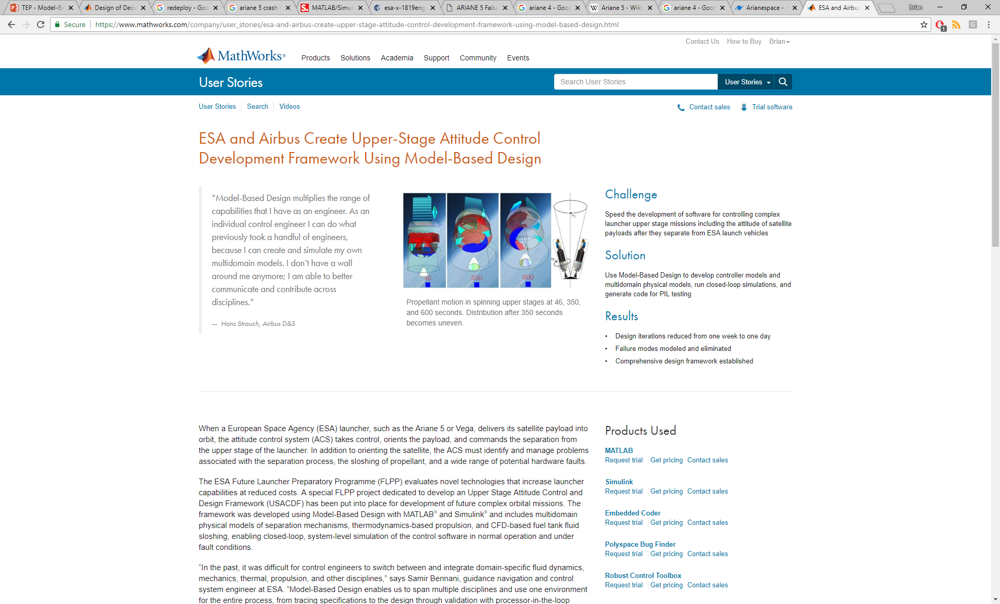 TEP - Model-Ba
Design of Deci
redeploy - Goo
ariane 5 crash
MATLAB/Simul
esa-x-1819eng
ARIANE 5 Failu
ariane 4 - Goog
Ariane 5 - Wiki
ariane 4 - Goog
Arianespace –
ESA and Airbus
Brian
Secure
https://www.mathworks.com/company/user_stories/esa-and-airbus-create-upper-stage-attitude-control-development-framework-using-model-based-design.html
1
G
Contact Us How to Buy Brian
MathWorks®
Products Solutions Academia Support Community Events
User Stories
Search User Stories
User Stories
User Stories Search Videos
Contact sales Trial software
ESA and Airbus Create Upper-Stage Attitude Control
Development Framework Using Model-Based Design
“Model-Based Design multiplies the range of
capabilities that I have as an engineer. As an
individual control engineer I can do what
previously took a handful of engineers,
because I can create and simulate my own
multidomain models. I don’t have a wall
around me anymore; I am able to better
communicate and contribute across
disciplines.”
— Hans Strauch, Airbus D&S
46
350
600
Propellant motion in spinning upper stages at 46, 350,
and 600 seconds. Distribution after 350 seconds
becomes uneven.
Challenge
Speed the development of software for controlling complex
launcher upper stage missions including the attitude of satellite
payloads after they separate from ESA launch vehicles
Solution
Use Model-Based Design to develop controller models and
multidomain physical models, run closed-loop simulations, and
generate code for PIL testing
Results
• Design iterations reduced from one week to one day
• Failure modes modeled and eliminated
• Comprehensive design framework established
When a European Space Agency (ESA) launcher, such as the Ariane 5 or Vega, delivers its satellite payload into
orbit, the attitude control system (ACS) takes control, orients the payload, and commands the separation from
the upper stage of the launcher. In addition to orienting the satellite, the ACS must identify and manage problems
associated with the separation process, the sloshing of propellant, and a wide range of potential hardware faults.
The ESA Future Launcher Preparatory Programme (FLPP) evaluates novel technologies that increase launcher
capabilities at reduced costs. A special FLPP project dedicated to develop an Upper Stage Attitude Control and
Design Framework (USACDF) has been put into place for development of future complex orbital missions. The
framework was developed using Model-Based Design with MATLAB® and Simulink® and includes multidomain
physical models of separation mechanisms, thermodynamics-based propulsion, and CFD-based fuel tank fluid
sloshing, enabling closed-loop, system-level simulation of the control software in normal operation and under
fault conditions.
“In the past, it was difficult for control engineers to switch between and integrate domain-specific fluid dynamics,
mechanics, thermal, propulsion, and other disciplines,” says Samir Bennani, guidance navigation and control
system engineer at ESA. “Model-Based Design enables us to span multiple disciplines and use one environment
for the entire process, from tracing specifications to the design through validation with processor-in-the-loop
Products Used
MATLAB
Request trial Get pricing Contact sales
Simulink
Request trial Get pricing Contact sales
Embedded Coder
Request trial Get pricing Contact sales
Polyspace Bug Finder
Request trial Get pricing Contact sales
Robust Control Toolbox
Request trial Get pricing Contact sales